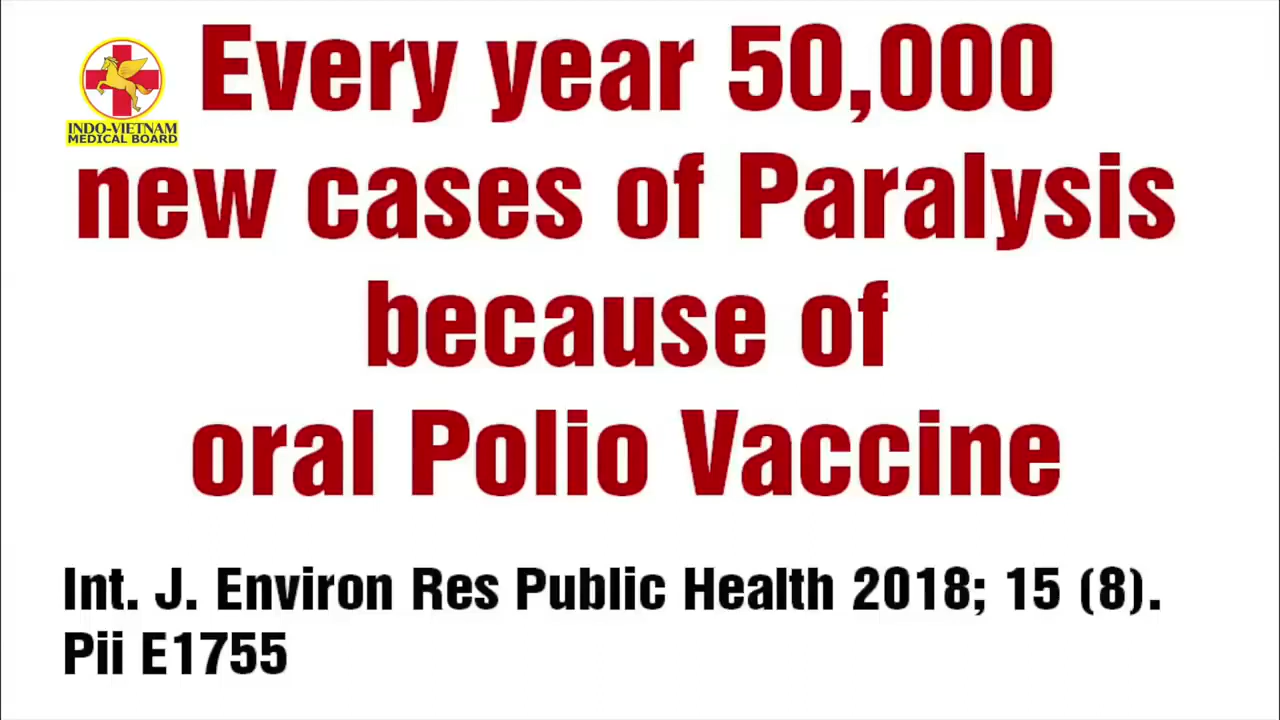 INDO-VIETNAM
MEDICAL BOARD
Every year 50,000
new cases of Paralysis
because of
oral Polio Vaccine
Int. J. Environ Res Public Health 2018; 15 (8).
Pii E1755